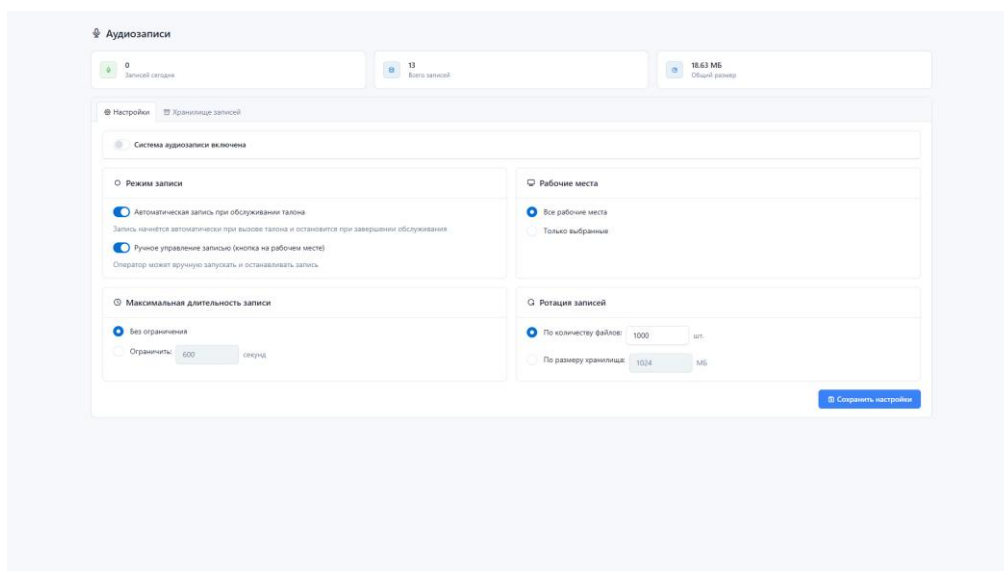 Аудиозаписи
0
Записей сегодня
13
Всего записей
18.63 МБ
Общий размер
Настройки
Хранилище записей
Система аудиозаписи включена
Режим записи
Автоматическая запись при обслуживании талона
Запись начнётся автоматически при вызове талона и остановится при завершении обслуживания
Ручное управление записью (кнопка на рабочем месте)
Оператор может вручную запускать и останавливать запись
Рабочие места
Все рабочие места
Только выбранные
Максимальная длительность записи
Без ограничения
Ограничить: 600 секунд
Ротация записей
По количеству файлов: 1000 шт.
По размеру хранилища: 1024 МБ
Сохранить настройки